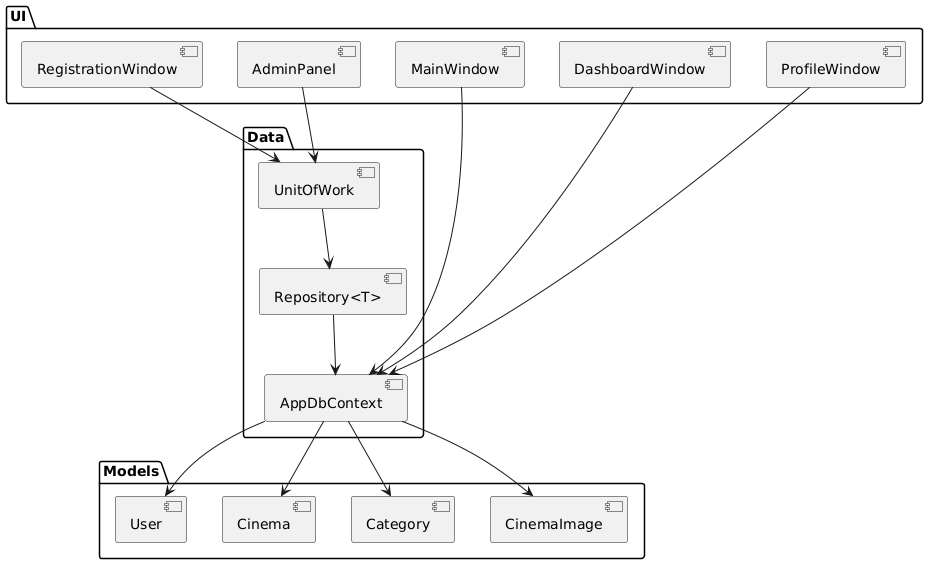 UI
RegistrationWindow
AdminPanel
MainWindow
DashboardWindow
ProfileWindow
Data
UnitOfWork
Repository<T>
AppDbContext
Models
User
Cinema
Category
CinemaImage